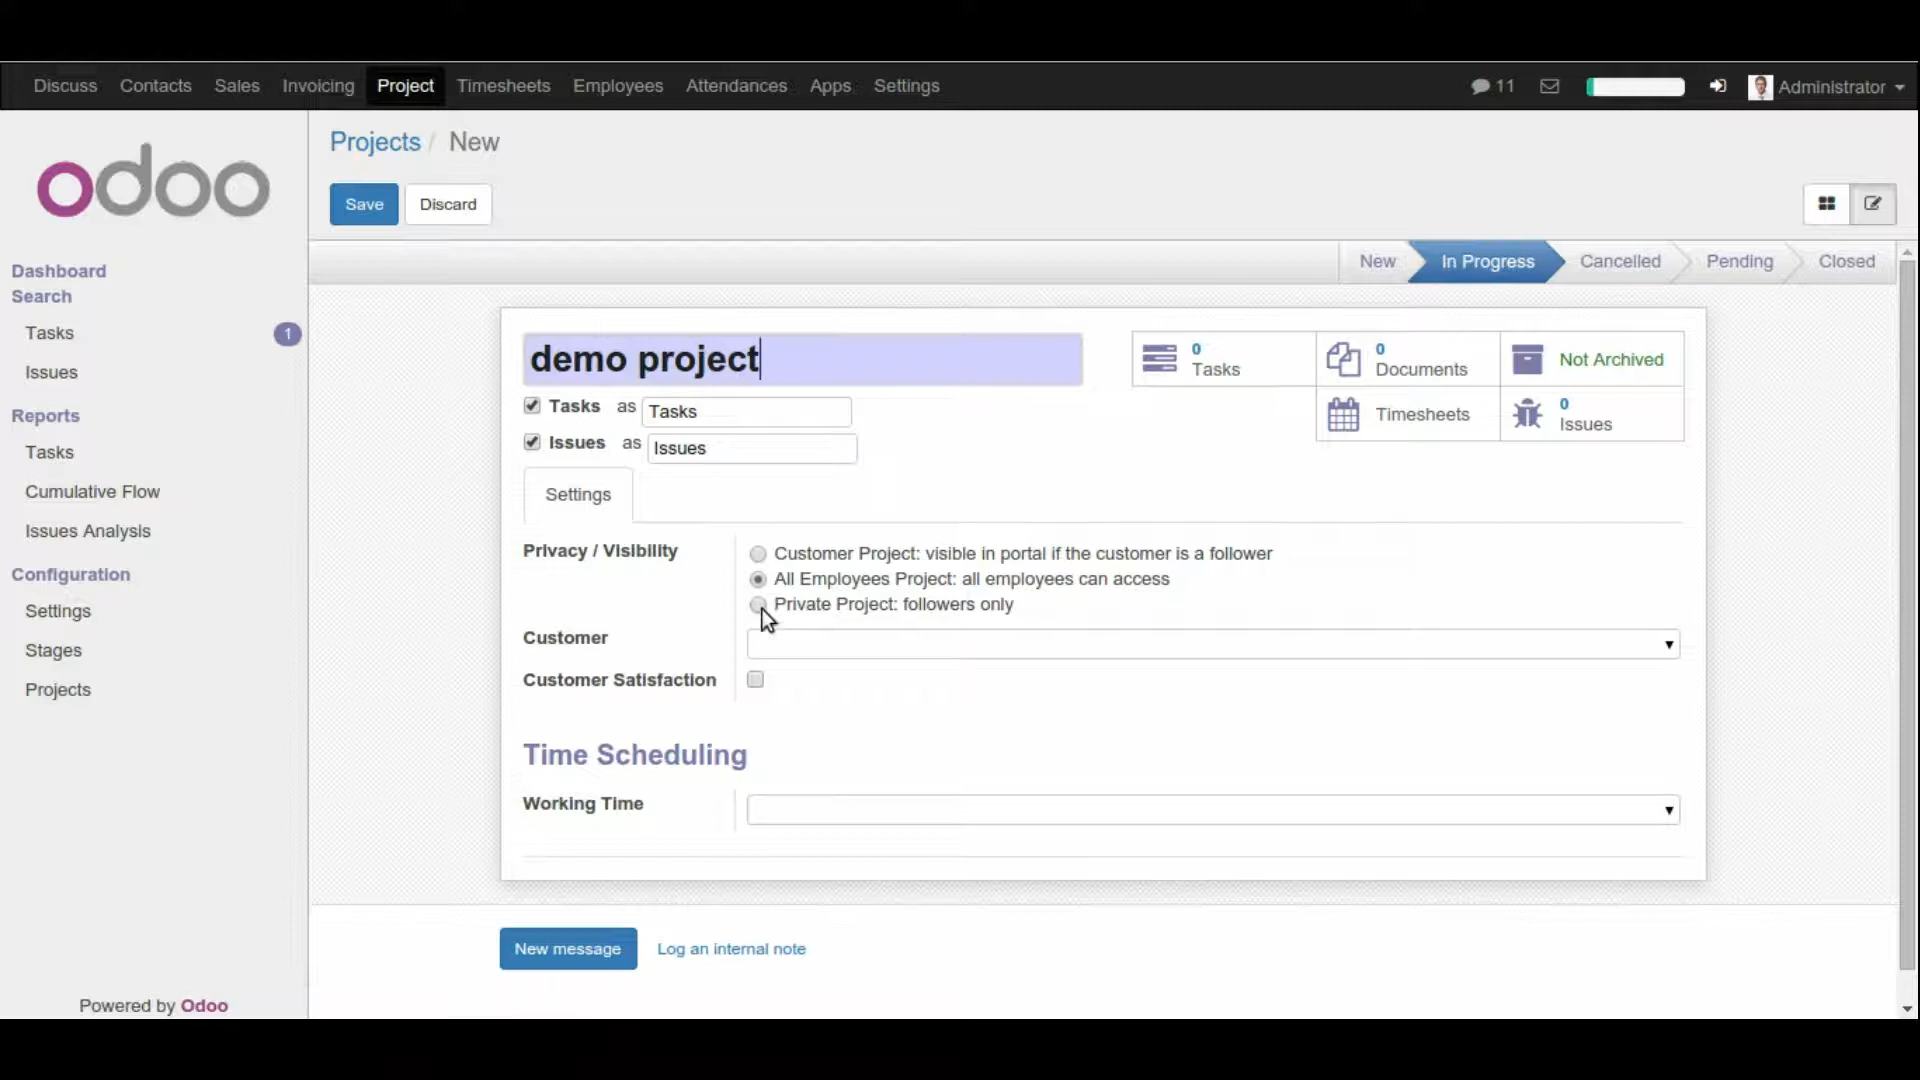 Discuss Contacts Sales Invoicing Project Timesheets Employees Attendances Apps Settings 11 Administrator
Projects / New
odoo
Save Discard
Dashboard
Search
Tasks 1
Issues
Reports
Tasks
Cumulative Flow
Issues Analysis
Configuration
Settings
Stages
Projects
Powered by Odoo
New In Progress Cancelled Pending Closed
demo project
0
Tasks
0
Documents
Not Archived
Timesheets
0
Issues
Tasks as Tasks
Issues as Issues
Settings
Privacy / Visibility
Customer Project: visible in portal if the customer is a follower
All Employees Project: all employees can access
Private Project: followers only
Customer
Customer Satisfaction
Time Scheduling
Working Time
New message Log an internal note